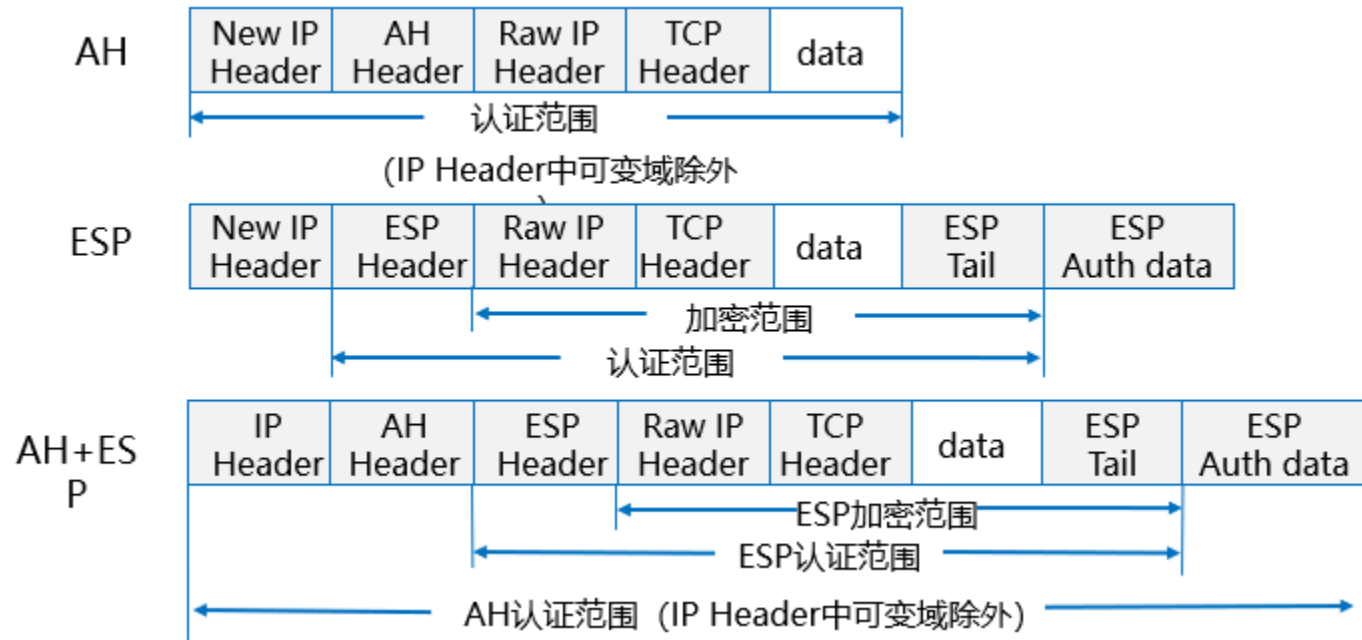 AH
New IP Header
AH Header
Raw IP Header
TCP Header
data
认证范围
(IP Header中可变域除外
)
ESP
New IP Header
ESP Header
Raw IP Header
TCP Header
data
ESP Tail
ESP Auth data
加密范围
认证范围
AH+ES
P
IP Header
AH Header
ESP Header
Raw IP Header
TCP Header
data
ESP Tail
ESP Auth data
ESP加密范围
ESP认证范围
AH认证范围 (IP Header中可变域除外)